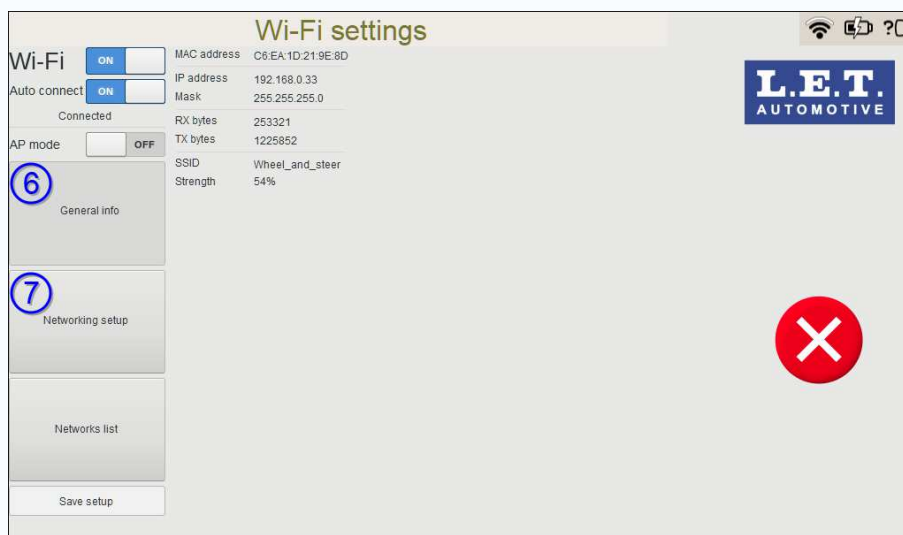 Wi-Fi settings
?
Wi-Fi ON
Auto connect ON
Connected
AP mode OFF
6
General info
7
Networking setup
Networks list
Save setup
MAC address C6:EA:1D:21:9E:8D
IP address 192.168.0.33
Mask 255.255.255.0
RX bytes 253321
TX bytes 1225852
SSID Wheel_and_steer
Strength 54%
L.E.T.
AUTOMOTIVE